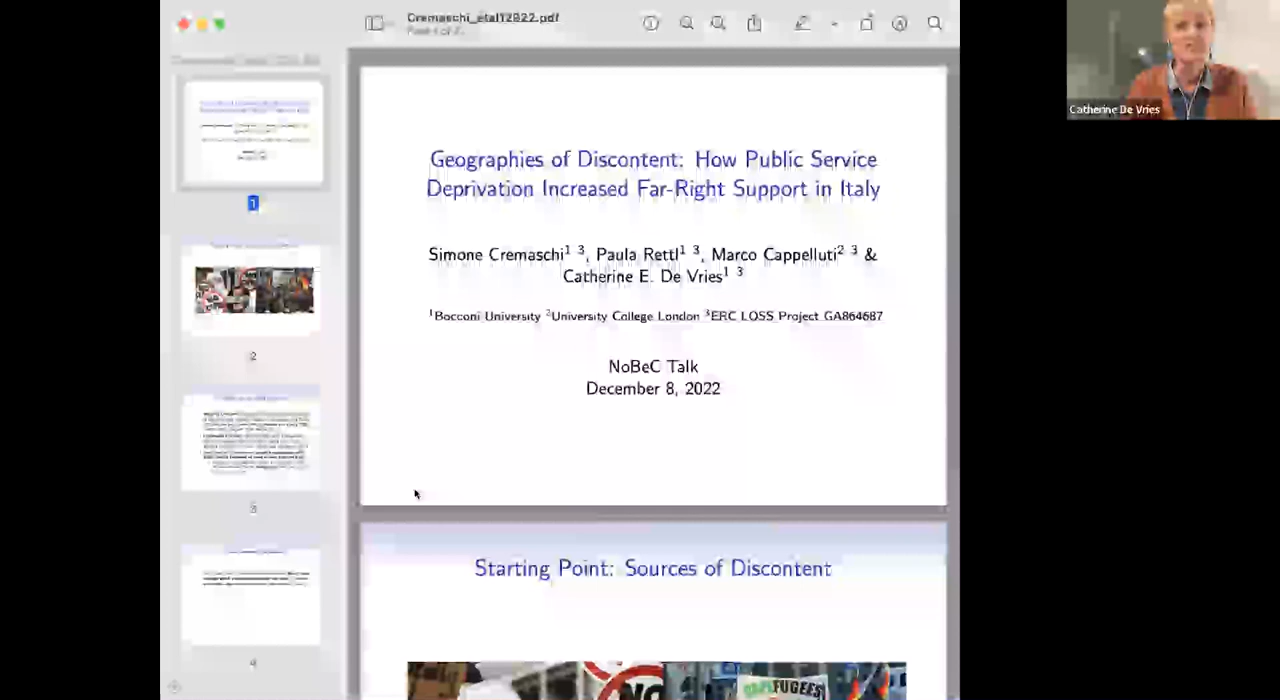 Cremaschi_etal12822.pdf
1
2
3
4
Geographies of Discontent: How Public Service
Deprivation Increased Far-Right Support in Italy
Simone Cremaschi1 3, Paula Rettl1 3, Marco Cappelluti2 3 &
Catherine E. De Vries1 3
1Bocconi University 2University College London 3ERC LOSS Project GA864687
NoBeC Talk
December 8, 2022
Starting Point: Sources of Discontent
NO
RAPEFUGEES
Catherine De Vries